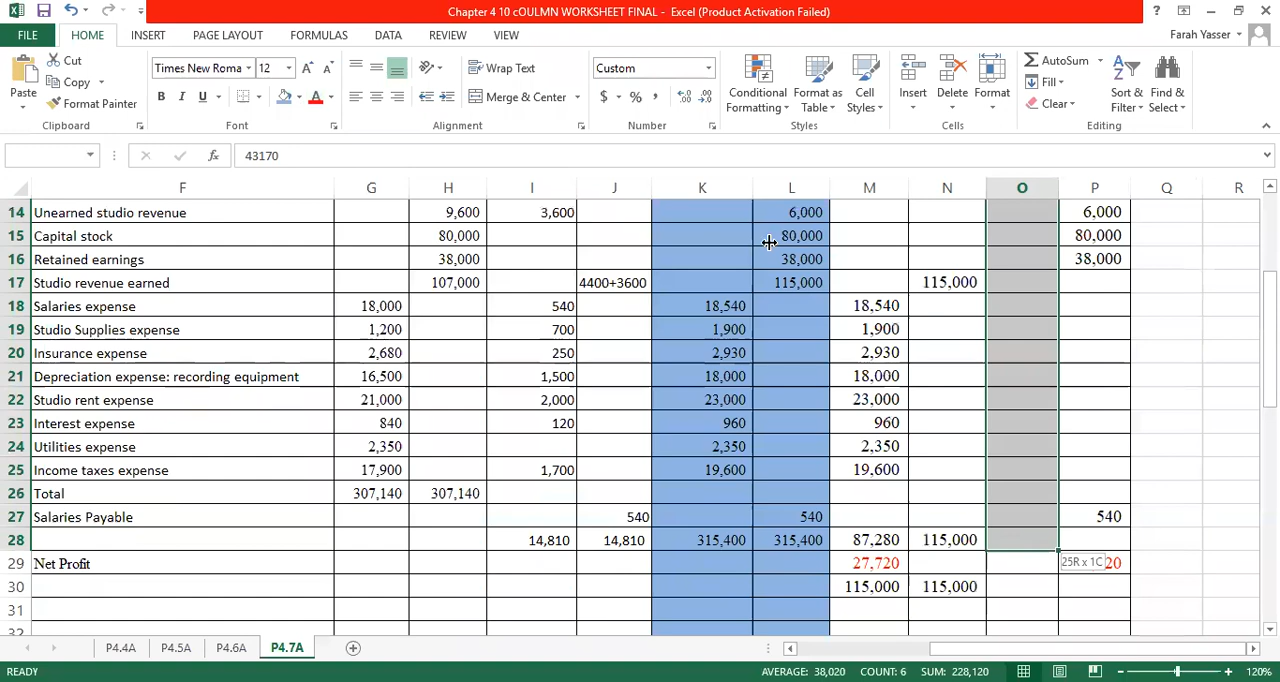 Chapter 4 10 cOULMN WORKSHEET FINAL - Excel (Product Activation Failed)
FILE HOME INSERT PAGE LAYOUT FORMULAS DATA REVIEW VIEW Farah Yasser
Cut Copy Format Painter Paste Clipboard
Times New Roma 12 B I U A Font
Wrap Text Merge & Center Alignment
Custom $ % , Number
Conditional Formatting Format as Table Cell Styles Styles
Insert Delete Format Cells
AutoSum Fill Clear Sort & Filter Find & Select Editing
fx 43170
F G H I J K L M N O P Q R
14 Unearned studio revenue 9,600 3,600 6,000 6,000
15 Capital stock 80,000 80,000 80,000
16 Retained earnings 38,000 38,000 38,000
17 Studio revenue earned 107,000 4400+3600 115,000 115,000
18 Salaries expense 18,000 540 18,540 18,540
19 Studio Supplies expense 1,200 700 1,900 1,900
20 Insurance expense 2,680 250 2,930 2,930
21 Depreciation expense: recording equipment 16,500 1,500 18,000 18,000
22 Studio rent expense 21,000 2,000 23,000 23,000
23 Interest expense 840 120 960 960
24 Utilities expense 2,350 2,350 2,350
25 Income taxes expense 17,900 1,700 19,600 19,600
26 Total 307,140 307,140
27 Salaries Payable 540 540 540
28 14,810 14,810 315,400 315,400 87,280 115,000
29 Net Profit 27,720 25R x 1C 20
30 115,000 115,000
31
32
P4.4A P4.5A P4.6A P4.7A
READY AVERAGE: 38,020 COUNT: 6 SUM: 228,120 120%